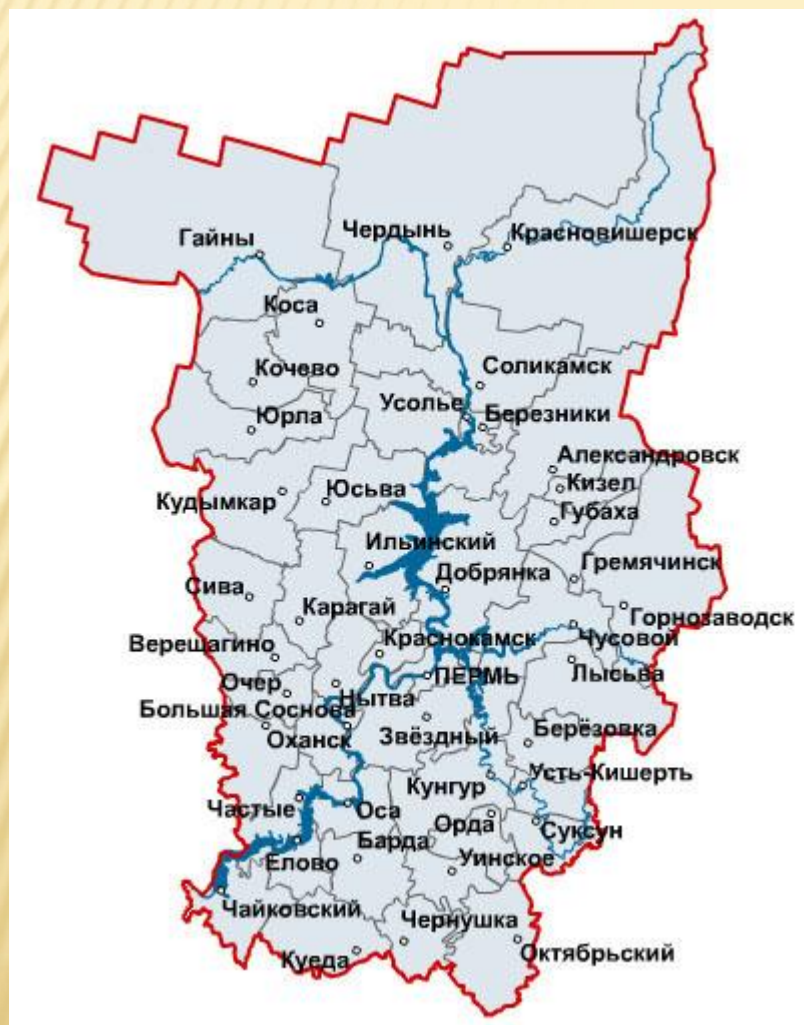 Чердынь
Красновишерск
Гайны
Коса
Кочево
Соликамск
Усолье
Березники
Юрла
Александровск
Кизел
Кудымкар
Юсьва
Губаха
Ильинский
Гремячинск
Добрянка
Сива
Карагай
Горнозаводск
Чусовой
Верещагино
Краснокамск
Лысьва
ПЕРМЬ
Очер
Нытва
Большая Соснова
Звёздный
Берёзовка
Оханск
Кунгур
Усть-Кишерть
Частые
Оса
Орда
Суксун
Барда
Елово
Уинское
Чайковский
Чернушка
Октябрьский
Куеда